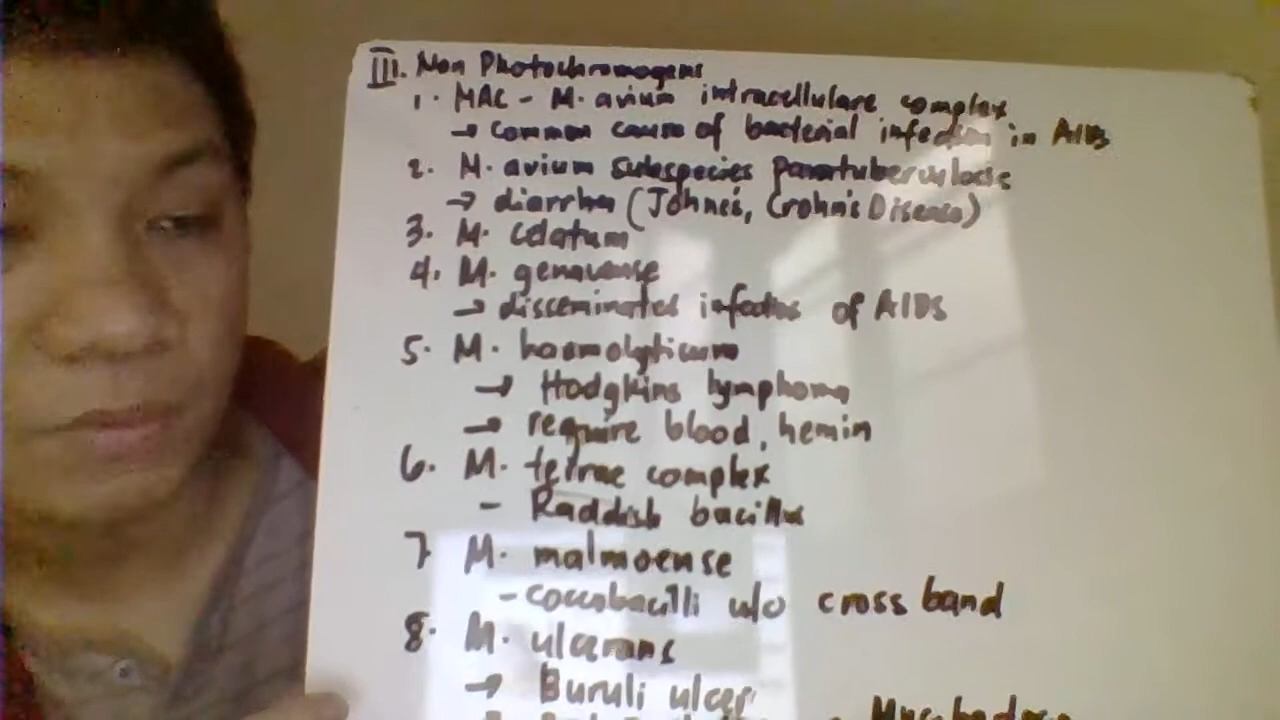 III. Non Photochromogens
1. MAC - M. avium intracellulare complex
→ common cause of bacterial infection in AIDS
2. M. avium subspecies paratuberculosis
→ diarrhea (Johnes, Crohn's Disease)
3. M. celatum
4. M. genavense
→ disseminated infection of AIDS
5. M. haemolyticum
→ Hodgkins lymphoma
→ require blood, hemin
6. M. terrae complex
- Raddish bacillus
7 M. malmoense
- coccobacilli w/o cross band
8. M. ulcerans
→ Buruli ulcer